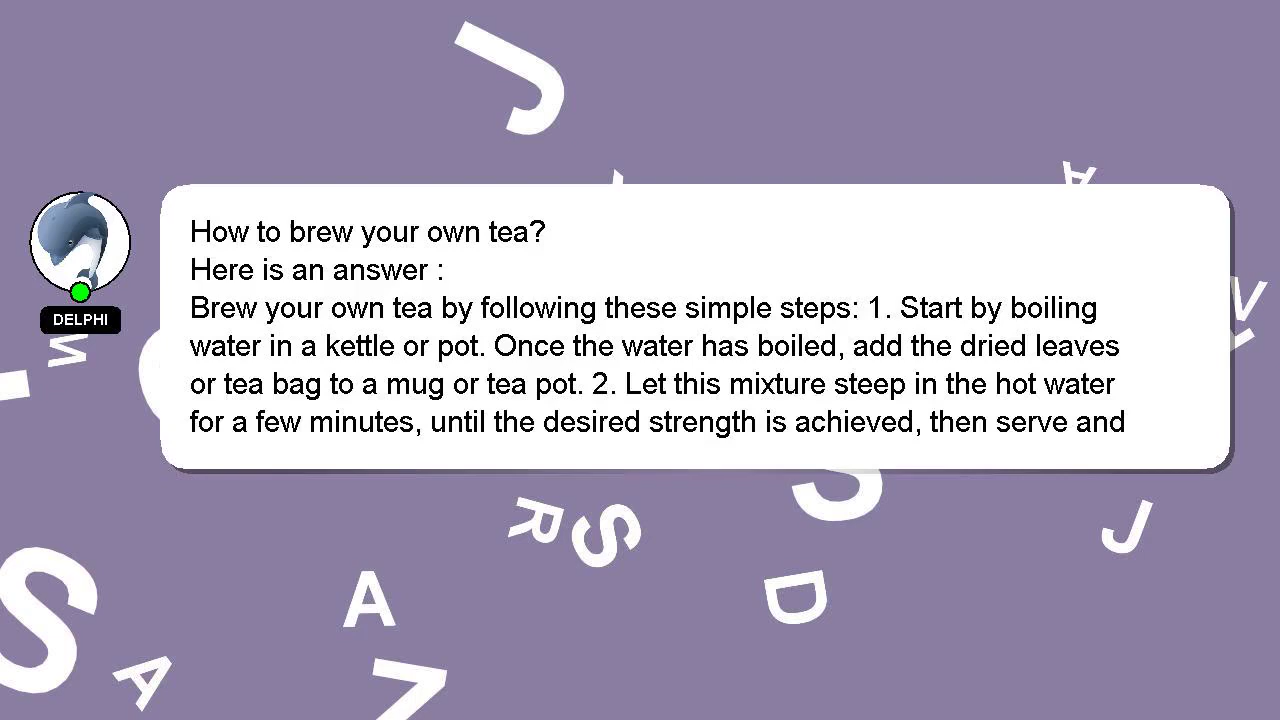 J
A
How to brew your own tea?
Here is an answer :
Brew your own tea by following these simple steps: 1. Start by boiling
water in a kettle or pot. Once the water has boiled, add the dried leaves
or tea bag to a mug or tea pot. 2. Let this mixture steep in the hot water
for a few minutes, until the desired strength is achieved, then serve and
DELPHI
V
S
R
S
J
D
A
S
A
Z